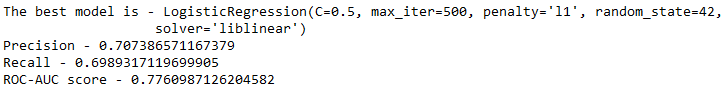 The best model is - LogisticRegression(C=0.5, max_iter=500, penalty='l1', random_state=42,
                   solver='liblinear')
Precision - 0.707386571167379
Recall - 0.6989317119699905
ROC-AUC score - 0.7760987126204582